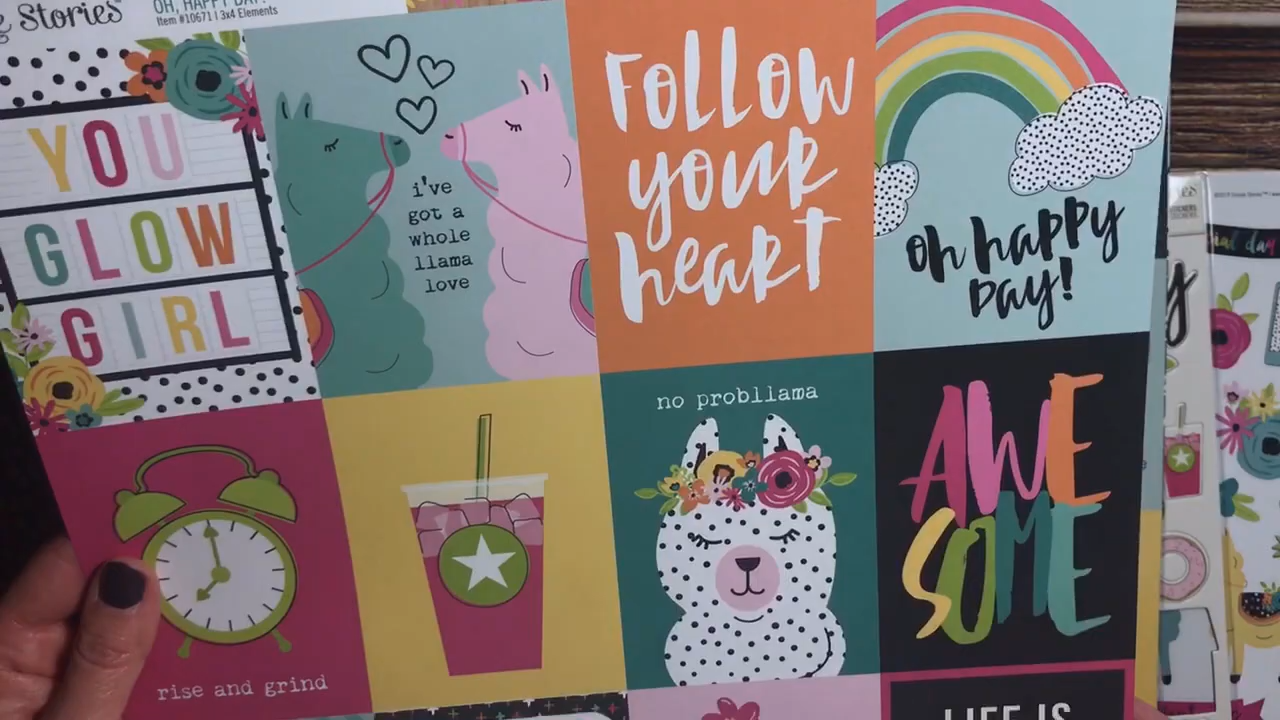 & Stories™
OH, HAPPY DAY!
Item #10671 | 3x4 Elements
YOU
GLOW
GIRL
i've
got a
whole
llama
love
Follow
your
heart
oh happy
day!
rise and grind
no probllama
AWE
SOME
LIFE IS